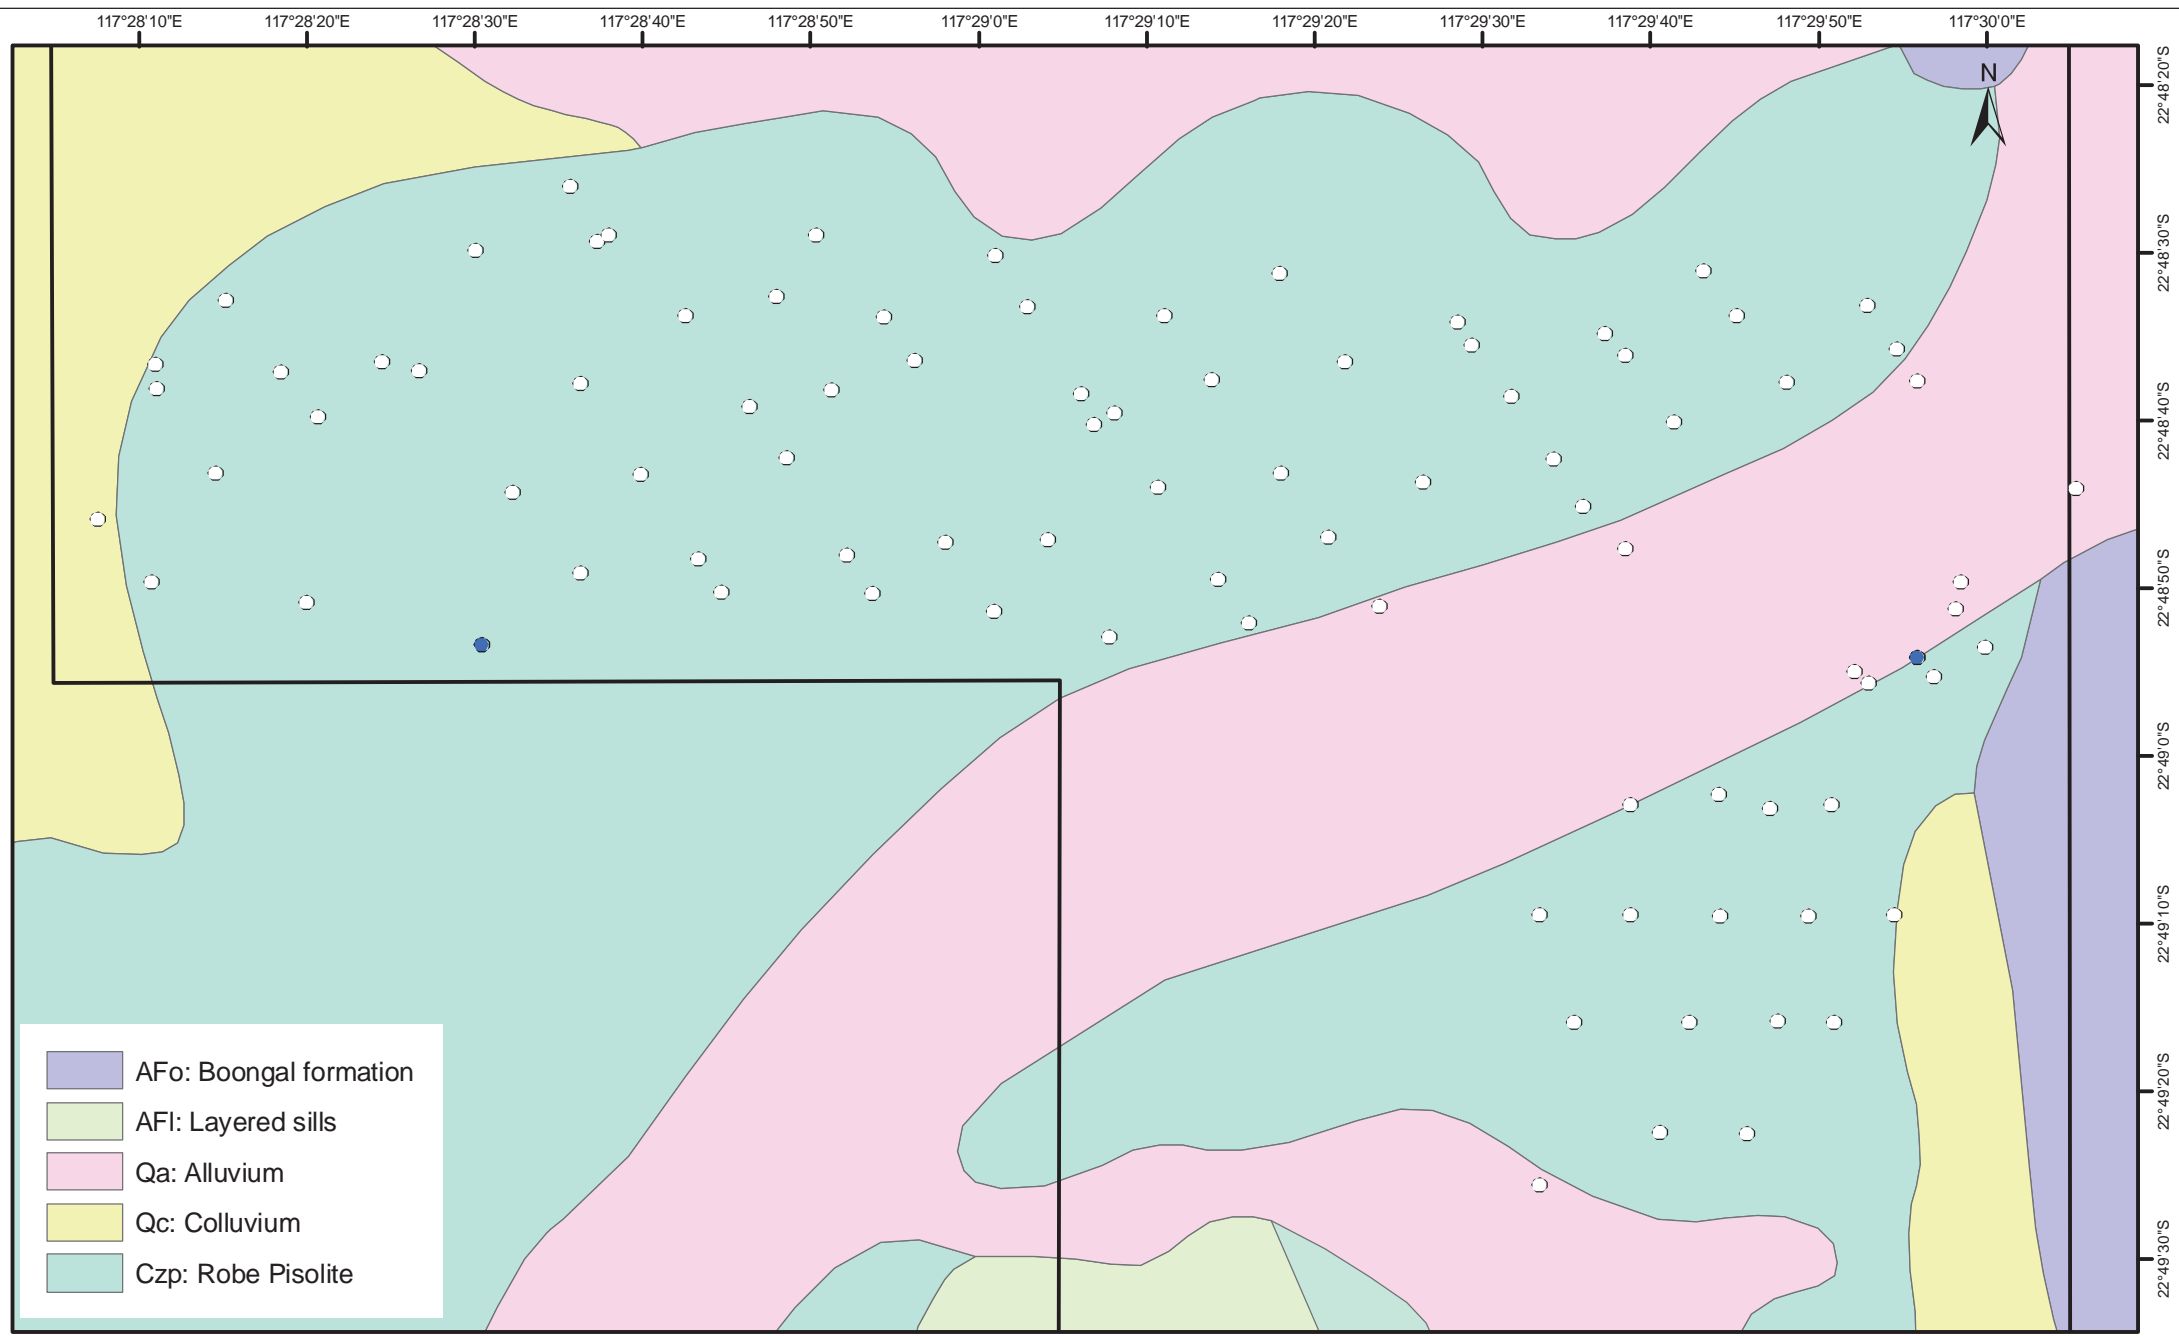 117°28'10"E 117°28'20"E 117°28'30"E 117°28'40"E 117°28'50"E 117°29'0"E 117°29'10"E 117°29'20"E 117°29'30"E 117°29'40"E 117°29'50"E 117°30'0"E
N
22°48'20"S
22°48'30"S
22°48'40"S
22°48'50"S
22°49'0"S
22°49'10"S
22°49'20"S
22°49'30"S
AFo: Boongal formation
AFl: Layered sills
Qa: Alluvium
Qc: Colluvium
Czp: Robe Pisolite